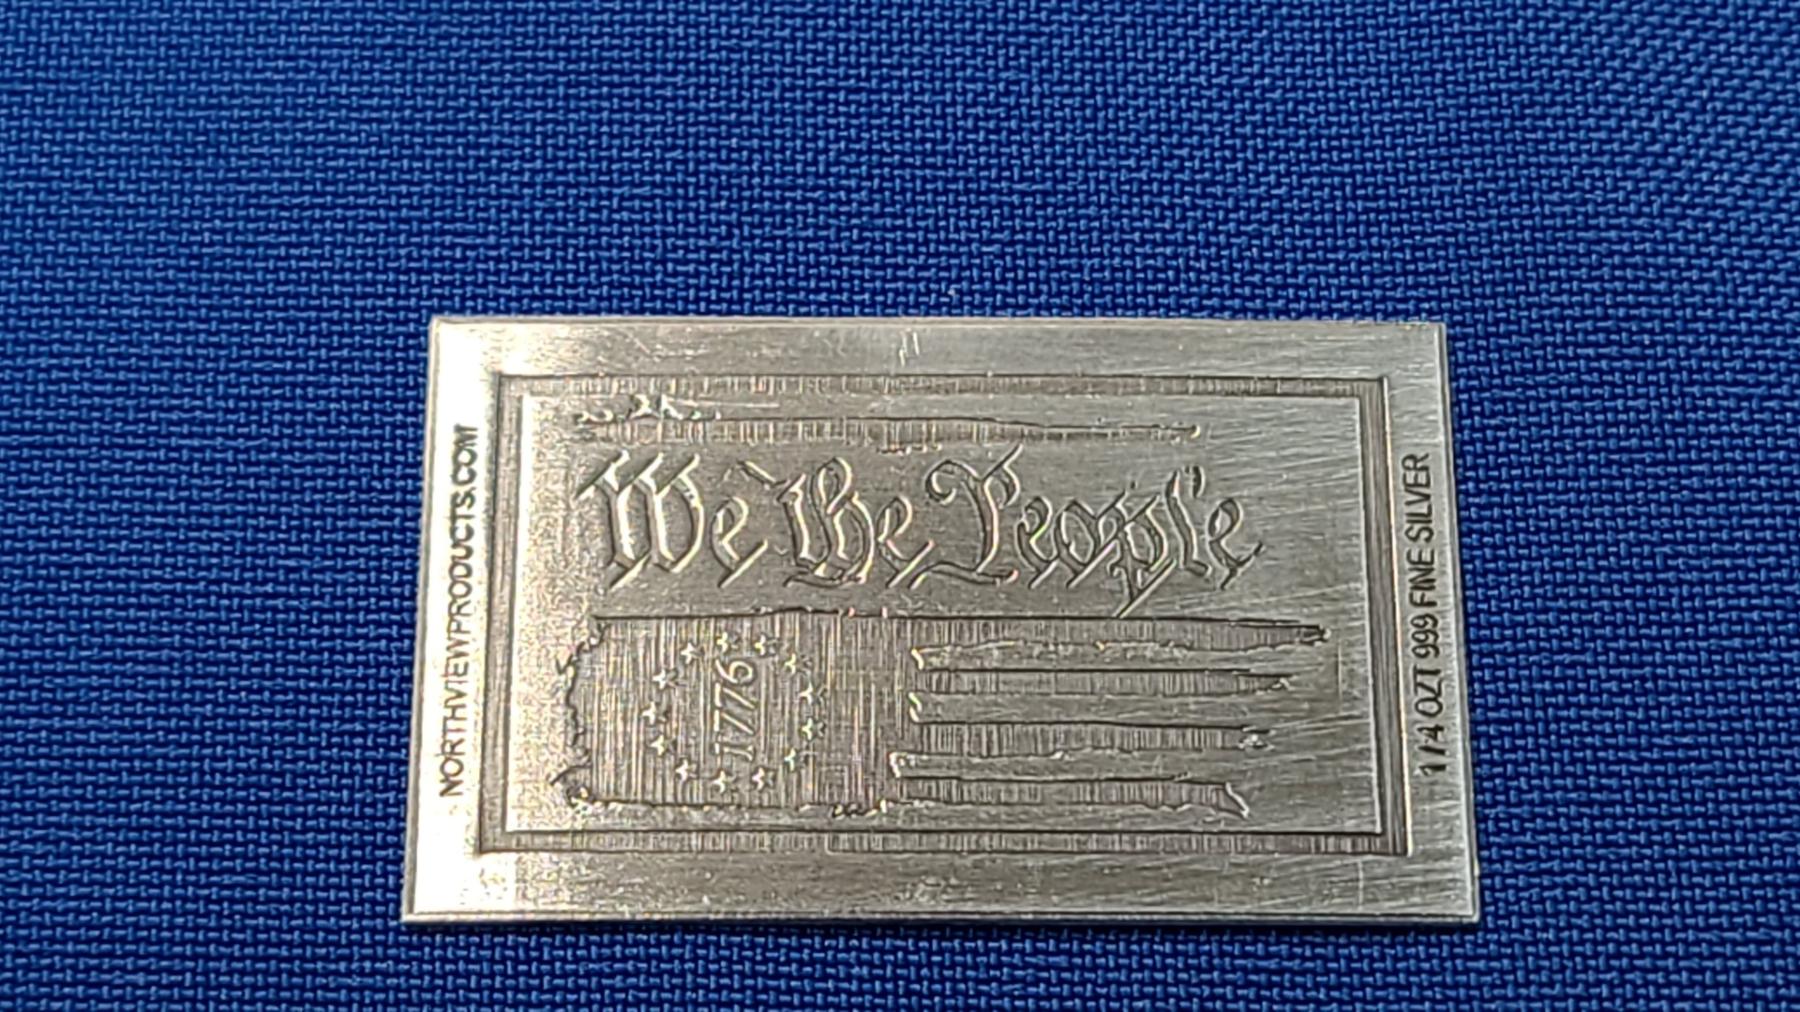 We the People
1776
NORTHVIEWPRODUCTS.COM
1/4 OZT 999 FINE SILVER